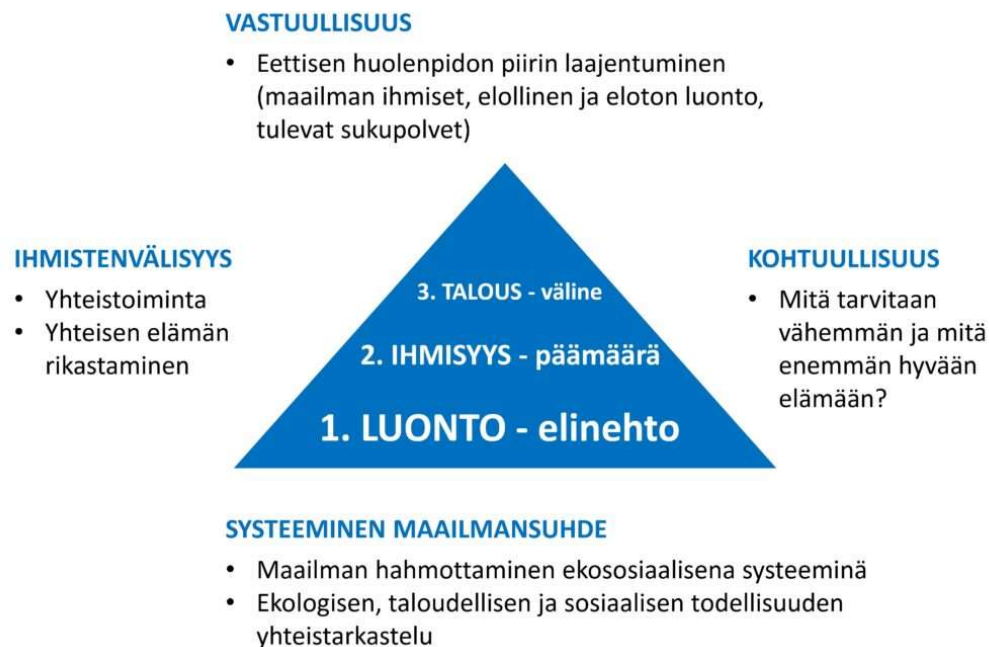 VASTUULLISUUS
• Eettisen huolenpidon piirin laajentuminen
(maailman ihmiset, elollinen ja eloton luonto,
tulevat sukupolvet)
IHMISTENVÄLISYYS
• Yhteistoiminta
• Yhteisen elämän
rikastaminen
3. TALOUS - väline
2. IHMISYYS - päämäärä
1. LUONTO - elinehto
KOHTUULLISUUS
• Mitä tarvitaan
vähemmän ja mitä
enemmän hyvään
elämään?
SYSTEEMINEN MAAILMANSUHDE
• Maailman hahmottaminen ekososiaalisena systeeminä
• Ekologisen, taloudellisen ja sosiaalisen todellisuuden
yhteistarkastelu